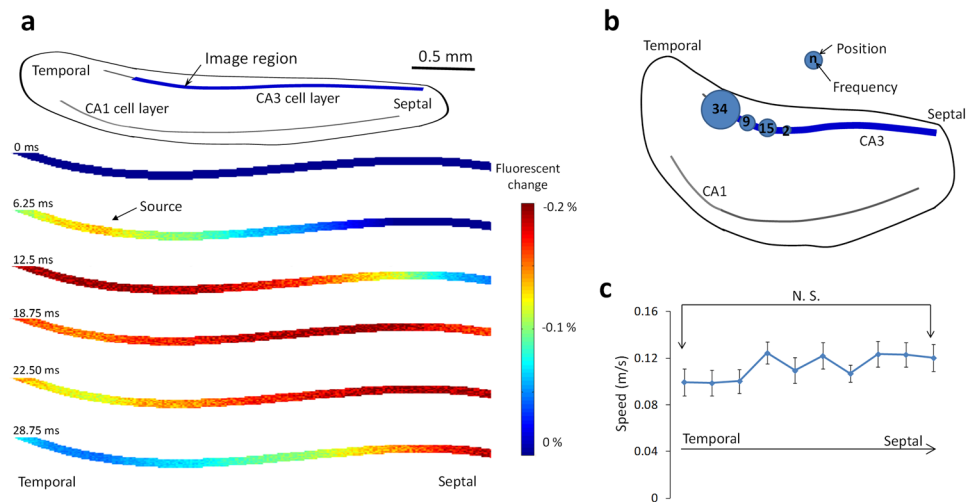 a
Image region
0.5 mm
Temporal
CA3 cell layer
CA1 cell layer
Septal
0 ms
Fluorescent
change
6.25 ms
Source
-0.2 %
12.5 ms
18.75 ms
-0.1 %
22.50 ms
28.75 ms
0 %
Temporal
Septal
b
Temporal
n
Position
Frequency
34
9
15
2
Septal
CA3
CA1
c
N. S.
0.16
0.12
0.08
0.04
0
Speed (m/s)
Temporal
Septal